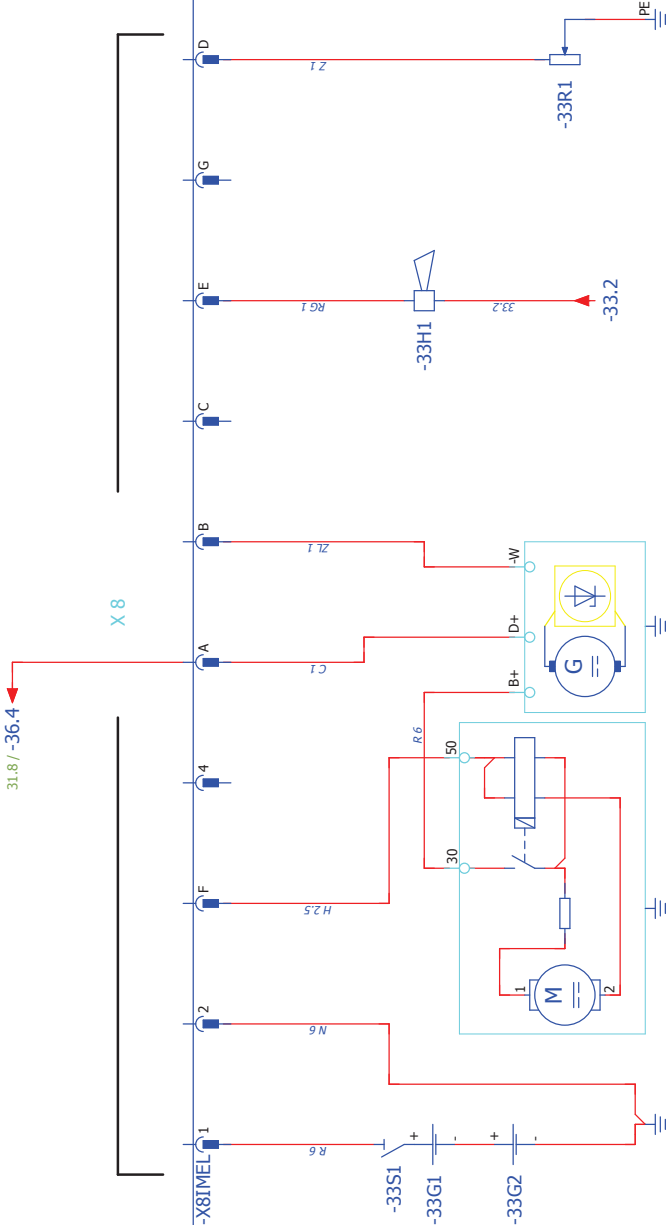 31.8 / -36.4
X 8
-X8IMEL
1
2
F
4
A
B
C
E
G
D
R 6
N 6
H 2.5
C 1
ZL 1
RG 1
Z 1
-33S1
+
-33G1
-
+
-33G2
-
30
50
R 6
B+
D+
-W
1
M
2
G
-33H1
33.2
-33.2
-33R1
PE